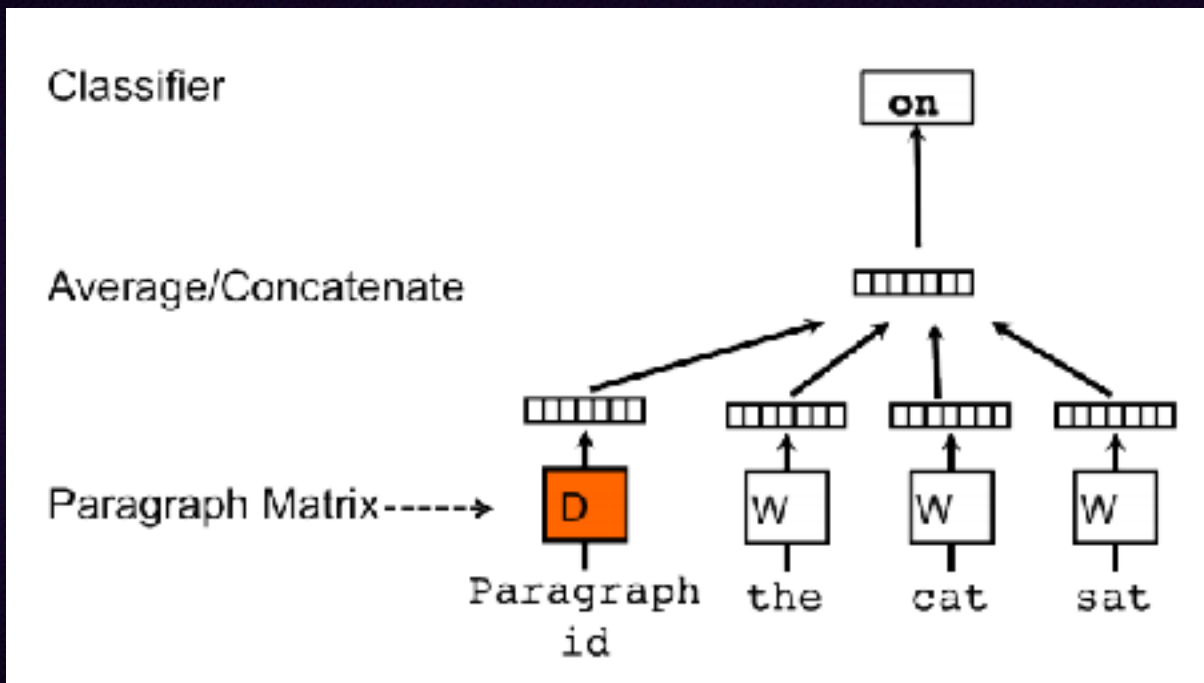 Classifier
on
Average/Concatenate
Paragraph Matrix
D
W
W
W
Paragraph
id
the
cat
sat